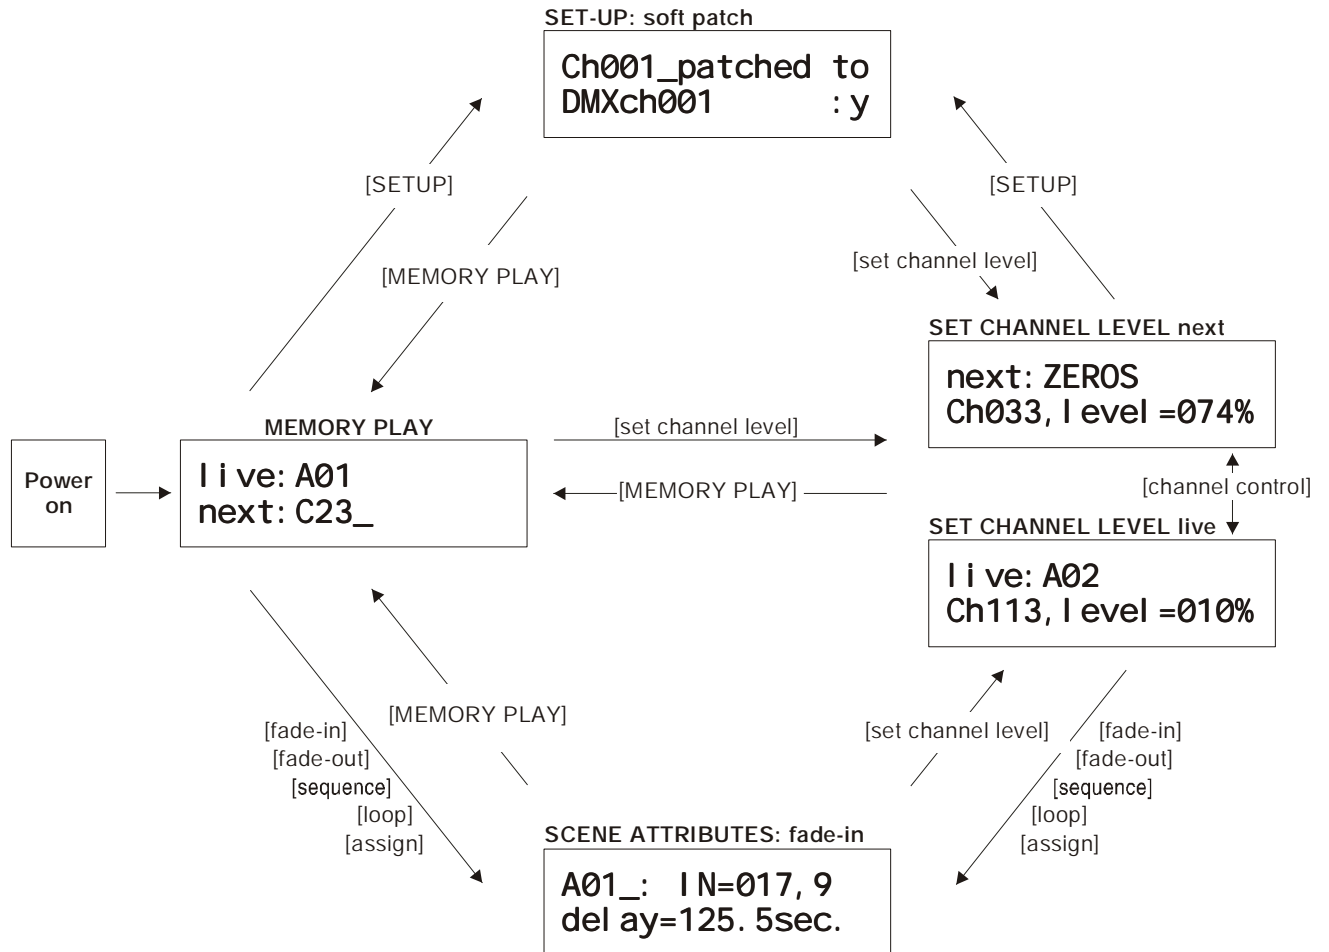 SET-UP: soft patch
Ch001_patched to
DMXch001 :y
[SETUP]
[SETUP]
[MEMORY PLAY]
[set channel level]
SET CHANNEL LEVEL next
next:ZEROS
Ch033,level=074%
MEMORY PLAY
live:A01
next:C23_
Power
on
[set channel level]
[MEMORY PLAY]
[channel control]
SET CHANNEL LEVEL live
live:A02
Ch113,level=010%
[MEMORY PLAY]
[fade-in]
[fade-out]
[sequence]
[loop]
[assign]
[set channel level]
[fade-in]
[fade-out]
[sequence]
[loop]
[assign]
SCENE ATTRIBUTES: fade-in
A01_: IN=017,9
delay=125.5sec.